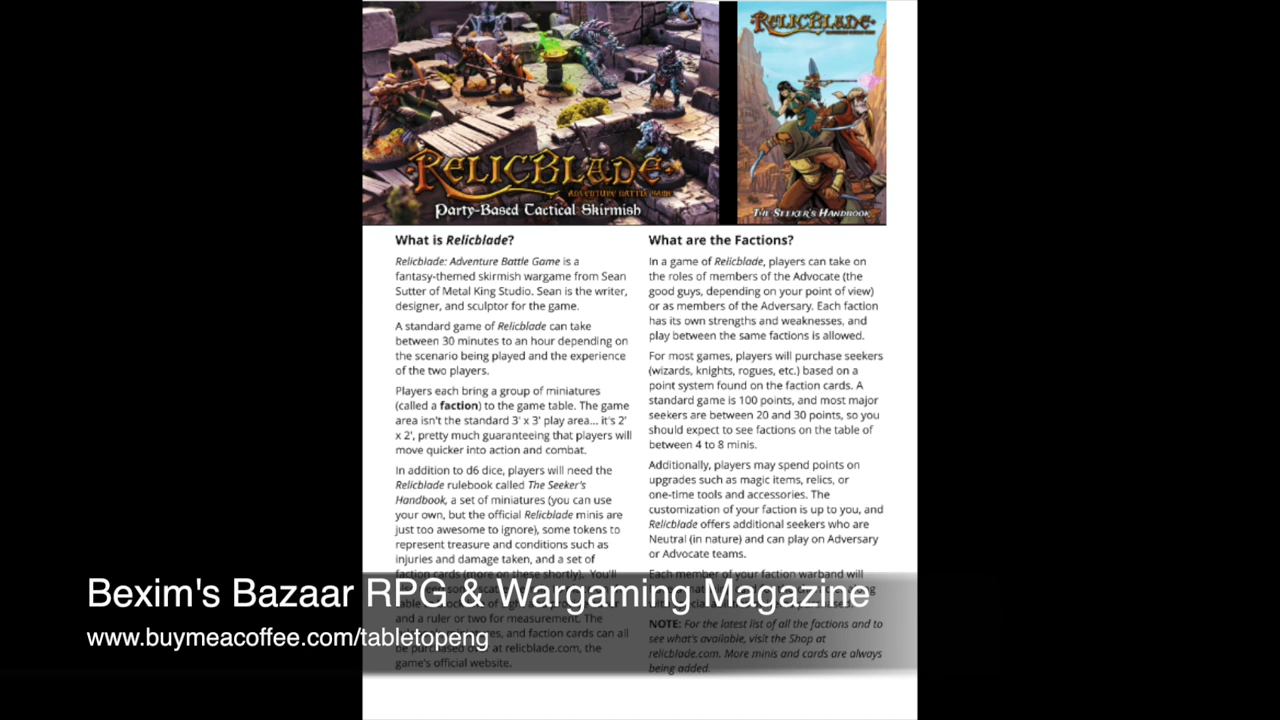 RELICBLADE
ADVENTURE BATTLE GAME
Party-Based Tactical Skirmish
RELICBLADE
THE SEEKER'S HANDBOOK
What is Relicblade?
Relicblade: Adventure Battle Game is a
fantasy-themed skirmish wargame from Sean
Sutter of Metal King Studio. Sean is the writer,
designer, and sculptor for the game.
A standard game of Relicblade can take
between 30 minutes to an hour depending on
the scenario being played and the experience
of the two players.
Players each bring a group of miniatures
(called a faction) to the game table. The game
area isn't the standard 3' x 3' play area... it's 2'
x 2', pretty much guaranteeing that players will
move quicker into action and combat.
In addition to d6 dice, players will need the
Relicblade rulebook called The Seeker's
Handbook, a set of miniatures (you can use
your own, but the official Relicblade minis are
just too awesome to ignore), some tokens to
represent treasure and conditions such as
injuries and damage taken, and a set of
faction cards (more on these shortly). You'll
and a ruler or two for measurement. The
and faction cards can all
at relicblade.com, the
game's official website.
What are the Factions?
In a game of Relicblade, players can take on
the roles of members of the Advocate (the
good guys, depending on your point of view)
or as members of the Adversary. Each faction
has its own strengths and weaknesses, and
play between the same factions is allowed.
For most games, players will purchase seekers
(wizards, knights, rogues, etc.) based on a
point system found on the faction cards. A
standard game is 100 points, and most major
seekers are between 20 and 30 points, so you
should expect to see factions on the table of
between 4 to 8 minis.
Additionally, players may spend points on
upgrades such as magic items, relics, or
one-time tools and accessories. The
customization of your faction is up to you, and
Relicblade offers additional seekers who are
Neutral (in nature) and can play on Adversary
or Advocate teams.
Each member of your faction warband will
NOTE: For the latest list of all the factions and to
see what's available, visit the Shop at
relicblade.com. More minis and cards are always
being added.
Bexim's Bazaar RPG & Wargaming Magazine
www.buymeacoffee.com/tabletopeng